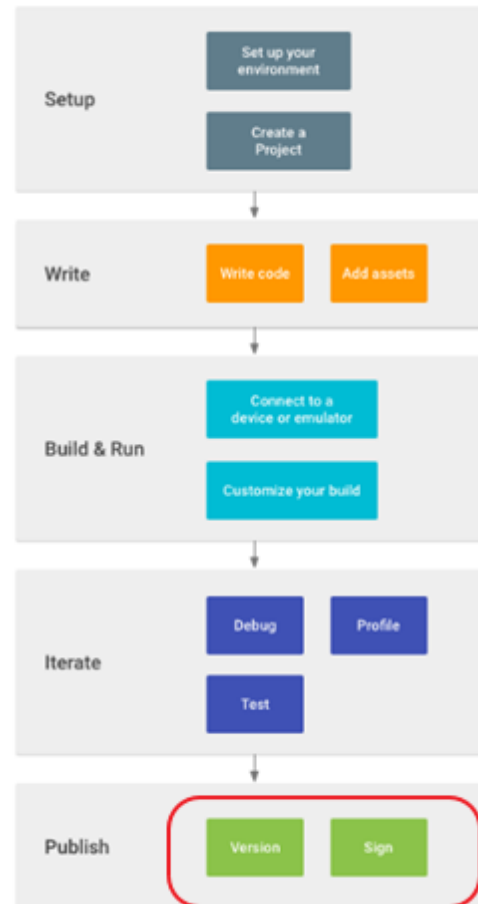 Setup
Set up your
environment
Create a
Project
Write
Write code
Add assets
Build & Run
Connect to a
device or emulator
Customize your build
Iterate
Debug
Profile
Test
Publish
Version
Sign